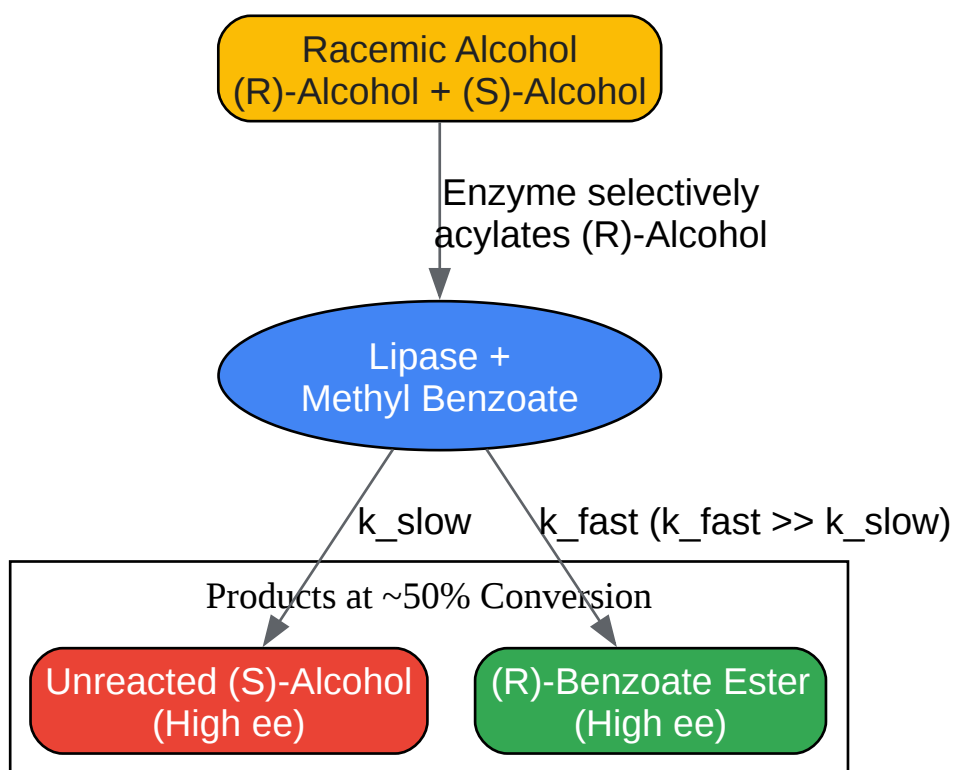 Racemic Alcohol
(R)-Alcohol + (S)-Alcohol
Enzyme selectively
acylates (R)-Alcohol
Lipase +
Methyl Benzoate
k_slow
k_fast (k_fast >> k_slow)
Products at ~50% Conversion
Unreacted (S)-Alcohol
(High ee)
(R)-Benzoate Ester
(High ee)